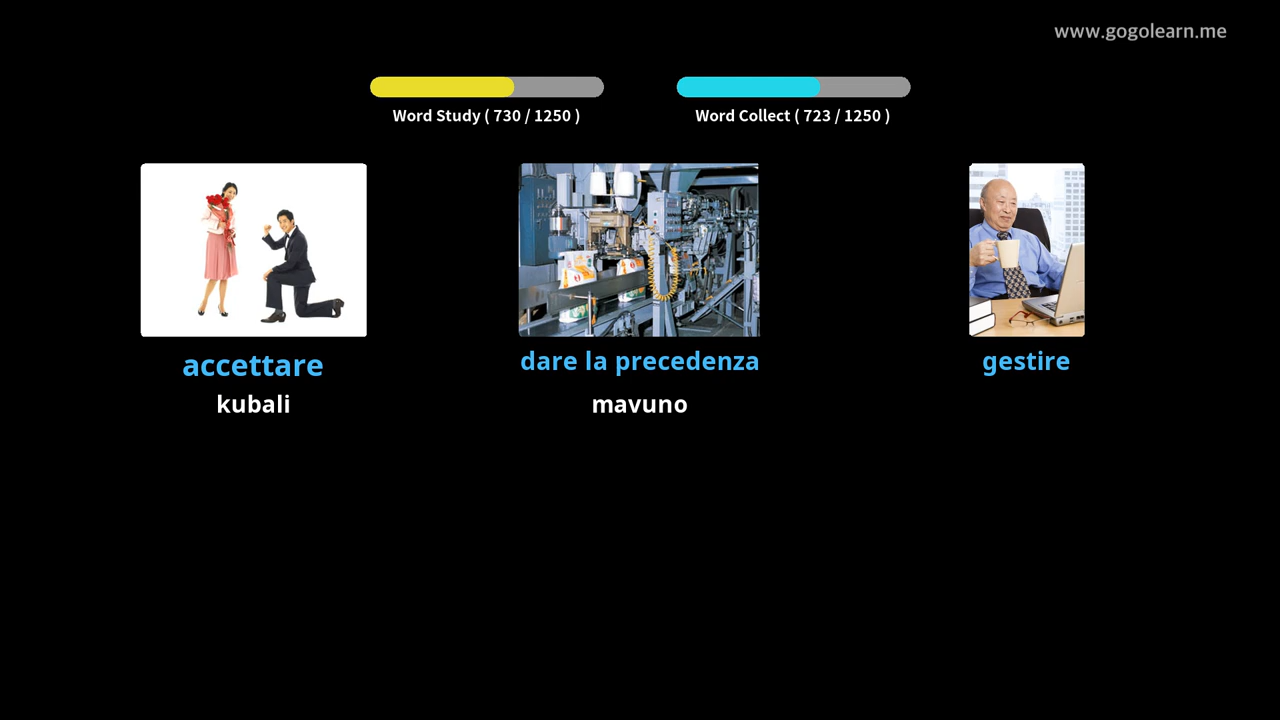 www.gogolearn.me
Word Study ( 730 / 1250 )
Word Collect ( 723 / 1250 )
accettare
kubali
dare la precedenza
mavuno
gestire